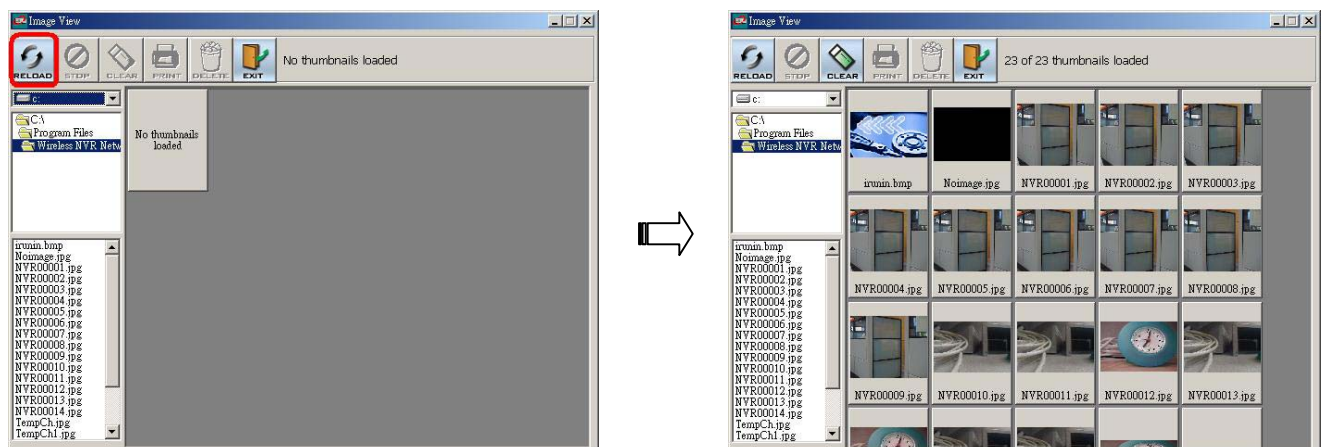 Image View
RELOAD STOP CLEAR PRINT DELETE EXIT No thumbnails loaded
c:
C:\
Program Files
Wireless NVR Netw
No thumbnails
loaded
irunin.bmp
Noimage.jpg
NVR00001.jpg
NVR00002.jpg
NVR00003.jpg
NVR00004.jpg
NVR00005.jpg
NVR00006.jpg
NVR00007.jpg
NVR00008.jpg
NVR00009.jpg
NVR00010.jpg
NVR00011.jpg
NVR00012.jpg
NVR00013.jpg
NVR00014.jpg
TempCh.jpg
TempCh1.jpg
Image View
RELOAD STOP CLEAR PRINT DELETE EXIT 23 of 23 thumbnails loaded
c:
C:\
Program Files
Wireless NVR Netw
irunin.bmp
Noimage.jpg
NVR00001.jpg
NVR00002.jpg
NVR00003.jpg
NVR00004.jpg
NVR00005.jpg
NVR00006.jpg
NVR00007.jpg
NVR00008.jpg
NVR00009.jpg
NVR00010.jpg
NVR00011.jpg
NVR00012.jpg
NVR00013.jpg
NVR00014.jpg
TempCh.jpg
TempCh1.jpg
irunin.bmp Noimage.jpg NVR00001.jpg NVR00002.jpg NVR00003.jpg
NVR00004.jpg NVR00005.jpg NVR00006.jpg NVR00007.jpg NVR00008.jpg
NVR00009.jpg NVR00010.jpg NVR00011.jpg NVR00012.jpg NVR00013.jpg